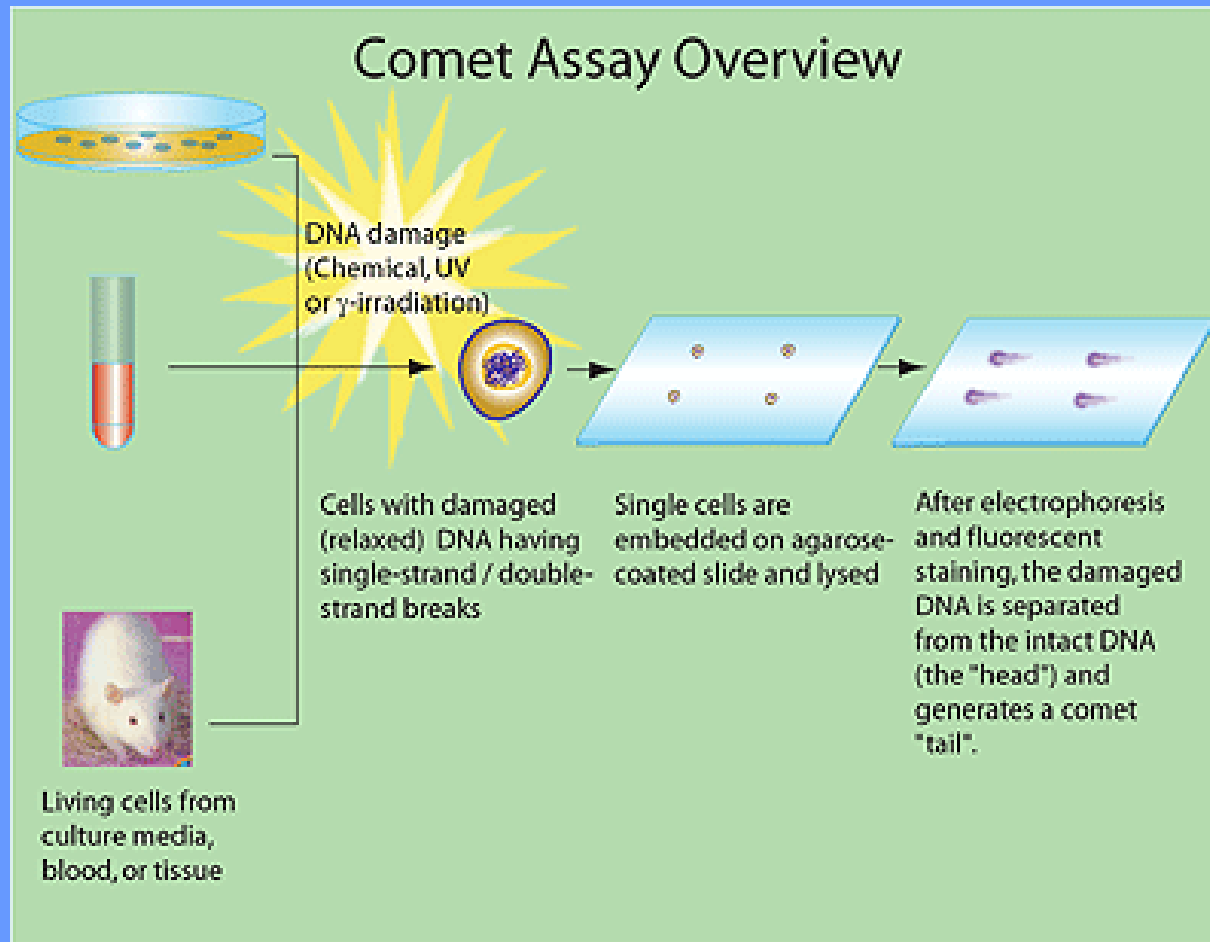 Comet Assay Overview
DNA damage
(Chemical, UV
or γ-irradiation)
Cells with damaged
(relaxed) DNA having
single-strand / double-
strand breaks
Single cells are
embedded on agarose-
coated slide and lysed
After electrophoresis
and fluorescent
staining, the damaged
DNA is separated
from the intact DNA
(the "head") and
generates a comet
"tail".
Living cells from
culture media,
blood, or tissue